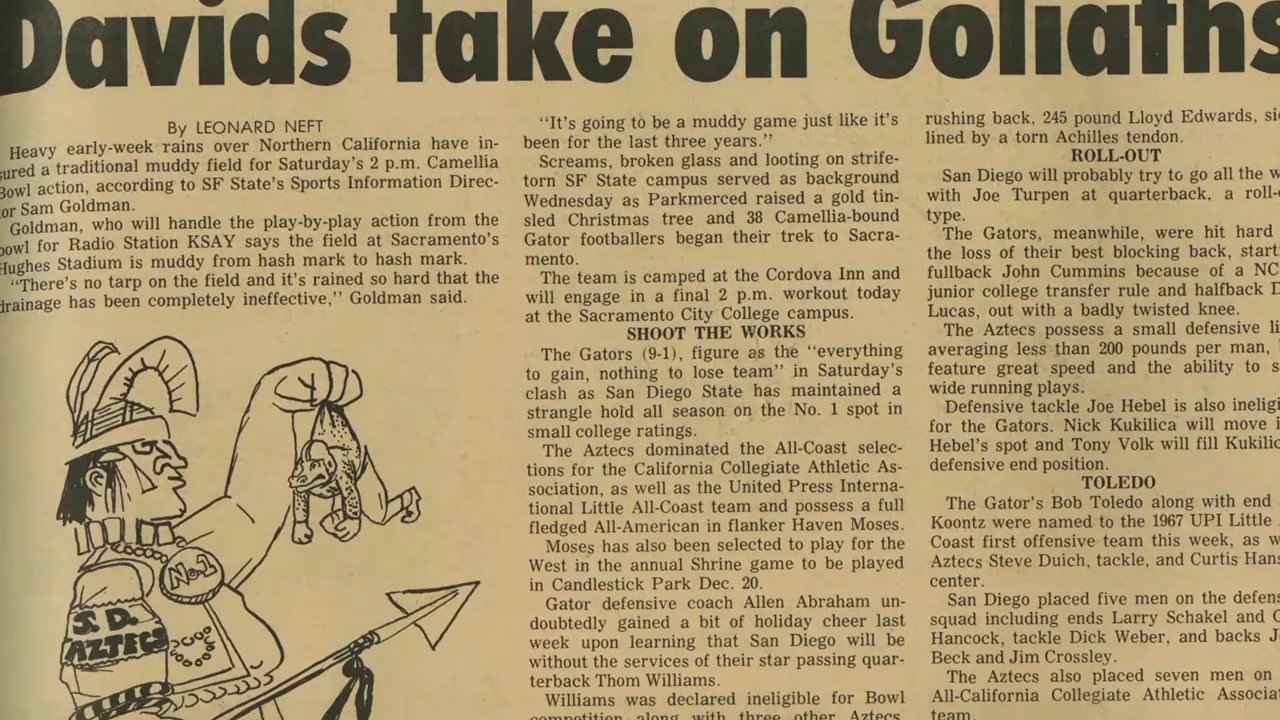 Davids take on Goliaths
By LEONARD NEFT
Heavy early-week rains over Northern California have in-
sured a traditional muddy field for Saturday's 2 p.m. Camellia
Bowl action, according to SF State's Sports Information Direc-
tor Sam Goldman.
Goldman, who will handle the play-by-play action from the
bowl for Radio Station KSAY says the field at Sacramento's
Hughes Stadium is muddy from hash mark to hash mark.
"There's no tarp on the field and it's rained so hard that the
drainage has been completely ineffective," Goldman said.
No. 1
S.D.
AZTECS
"It's going to be a muddy game just like it's
been for the last three years."
Screams, broken glass and looting on strife-
torn SF State campus served as background
Wednesday as Parkmerced raised a gold tin-
sled Christmas tree and 38 Camellia-bound
Gator footballers began their trek to Sacra-
mento.
The team is camped at the Cordova Inn and
will engage in a final 2 p.m. workout today
at the Sacramento City College campus.
SHOOT THE WORKS
The Gators (9-1), figure as the "everything
to gain, nothing to lose team" in Saturday's
clash as San Diego State has maintained a
strangle hold all season on the No. 1 spot in
small college ratings.
The Aztecs dominated the All-Coast selec-
tions for the California Collegiate Athletic As-
sociation, as well as the United Press Interna-
tional Little All-Coast team and possess a full
fledged All-American in flanker Haven Moses.
Moses has also been selected to play for the
West in the annual Shrine game to be played
in Candlestick Park Dec. 20.
Gator defensive coach Allen Abraham un-
doubtedly gained a bit of holiday cheer last
week upon learning that San Diego will be
without the services of their star passing quar-
terback Thom Williams.
Williams was declared ineligible for Bowl
competition along with three other Aztecs,
rushing back, 245 pound Lloyd Edwards, si
lined by a torn Achilles tendon.
ROLL-OUT
San Diego will probably try to go all the w
with Joe Turpen at quarterback, a roll-
type.
The Gators, meanwhile, were hit hard
the loss of their best blocking back, start
fullback John Cummins because of a NC
junior college transfer rule and halfback D
Lucas, out with a badly twisted knee.
The Aztecs possess a small defensive li
averaging less than 200 pounds per man,
feature great speed and the ability to s
wide running plays.
Defensive tackle Joe Hebel is also ineligi
for the Gators. Nick Kukilica will move i
Hebel's spot and Tony Volk will fill Kukilic
defensive end position.
TOLEDO
The Gator's Bob Toledo along with end
Koontz were named to the 1967 UPI Little
Coast first offensive team this week, as w
Aztecs Steve Duich, tackle, and Curtis Hans
center.
San Diego placed five men on the defens
squad including ends Larry Schakel and C
Hancock, tackle Dick Weber, and backs J
Beck and Jim Crossley.
The Aztecs also placed seven men on
All-California Collegiate Athletic Associat
team.